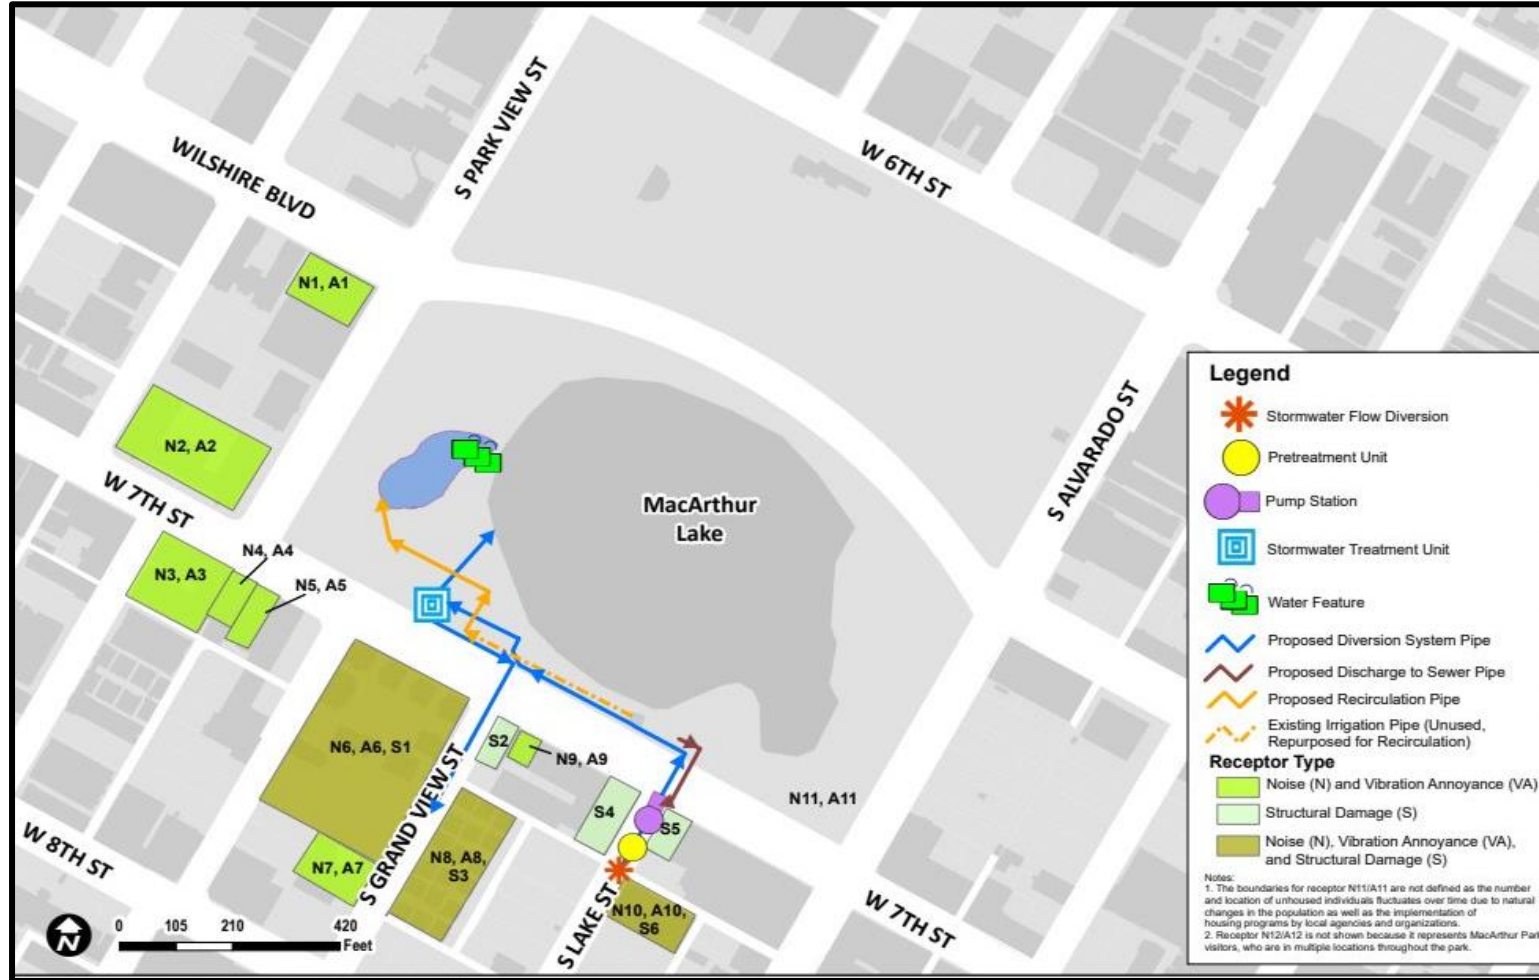 S PARK VIEW ST
W 6TH ST
WILSHIRE BLVD
N1, A1
S ALVARADO ST
N2, A2
W 7TH ST
MacArthur
Lake
N4, A4
N3, A3
N5, A5
N6, A6, S1
S2
N9, A9
S GRAND VIEW ST
N11, A11
S4
S5
W 8TH ST
N7, A7
N8, A8,
S3
N10, A10,
S6
S LAKE ST
W 7TH ST
N
0 105 210 420
Feet
Legend
Stormwater Flow Diversion
Pretreatment Unit
Pump Station
Stormwater Treatment Unit
Water Feature
Proposed Diversion System Pipe
Proposed Discharge to Sewer Pipe
Proposed Recirculation Pipe
Existing Irrigation Pipe (Unused,
Repurposed for Recirculation)
Receptor Type
Noise (N) and Vibration Annoyance (VA)
Structural Damage (S)
Noise (N), Vibration Annoyance (VA),
and Structural Damage (S)
Notes:
1. The boundaries for receptor N11/A11 are not defined as the number
and location of unhoused individuals fluctuates over time due to natural
changes in the population as well as the implementation of
housing programs by local agencies and organizations.
2. Receptor N12/A12 is not shown because it represents MacArthur Park
visitors, who are in multiple locations throughout the park.